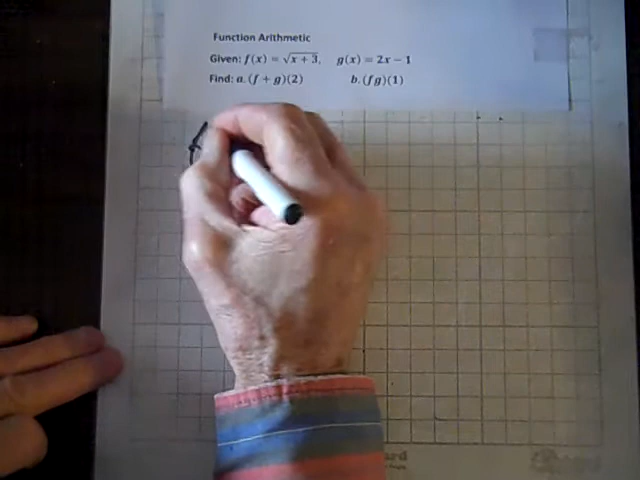 Function Arithmetic
Given: f(x) = √x + 3, g(x) = 2x − 1
Find: a. (f + g)(2) b. (fg)(1)